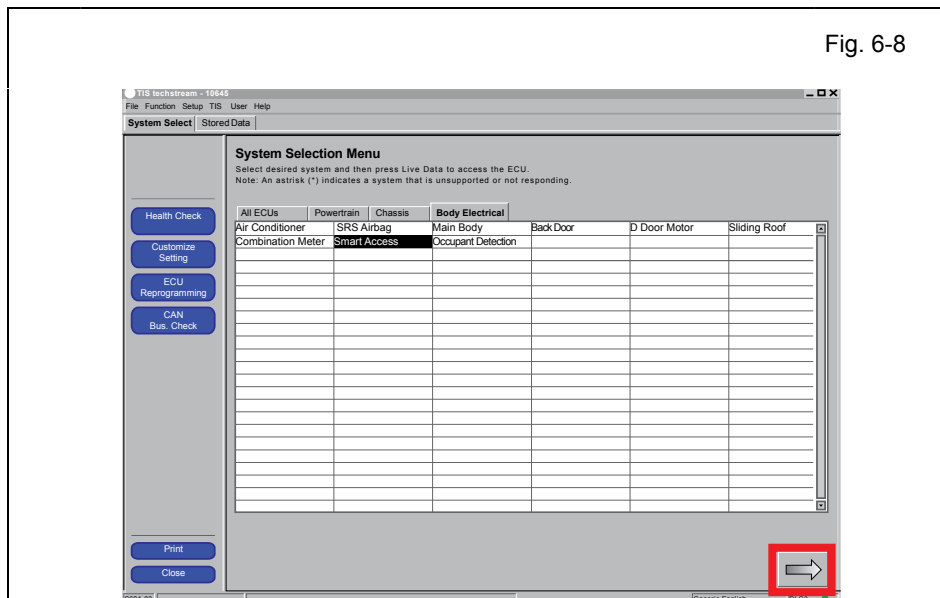 Fig. 6-8
TIS techstream - 10645
File Function Setup TIS User Help
System Select Stored Data
System Selection Menu
Select desired system and then press Live Data to access the ECU.
Note: An astrisk (*) indicates a system that is unsupported or not responding.
Health Check
Customize
Setting
ECU
Reprogramming
CAN
Bus. Check
All ECUs Powertrain Chassis Body Electrical
Air Conditioner SRS Airbag Main Body Back Door D Door Motor Sliding Roof
Combination Meter Smart Access Occupant Detection
Print
Close